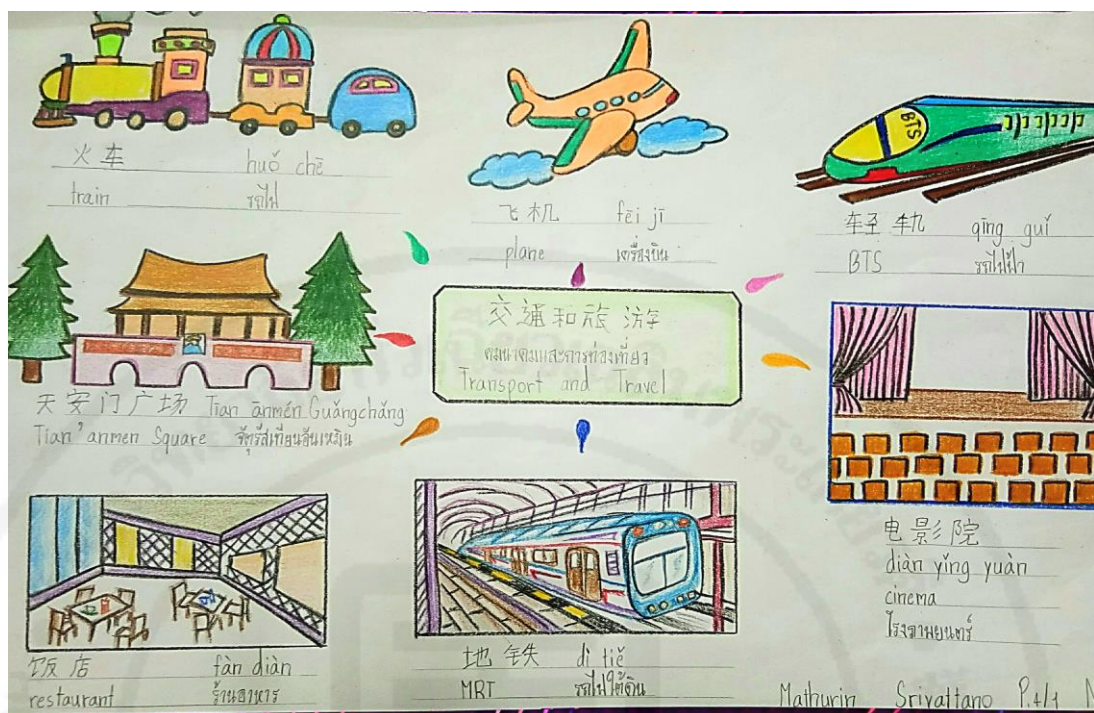 火车 huǒ chē
train รถไฟ
飞机 fēi jī
plane เครื่องบิน
BTS
轻轨 qīng guǐ
BTS รถไฟฟ้า
交通和旅游
คมนาคมและการท่องเที่ยว
Transport and Travel
天安门广场 Tian ānmén Guǎngchǎng
Tian'anmen Square จัตุรัสเทียนอันเหมิน
饭店 fàn diàn
restaurant ร้านอาหาร
地铁 dì tiě
MRT รถไฟใต้ดิน
电影院
diàn yǐng yuàn
cinema
โรงภาพยนตร์
Mathurin Srivattano P.4/1